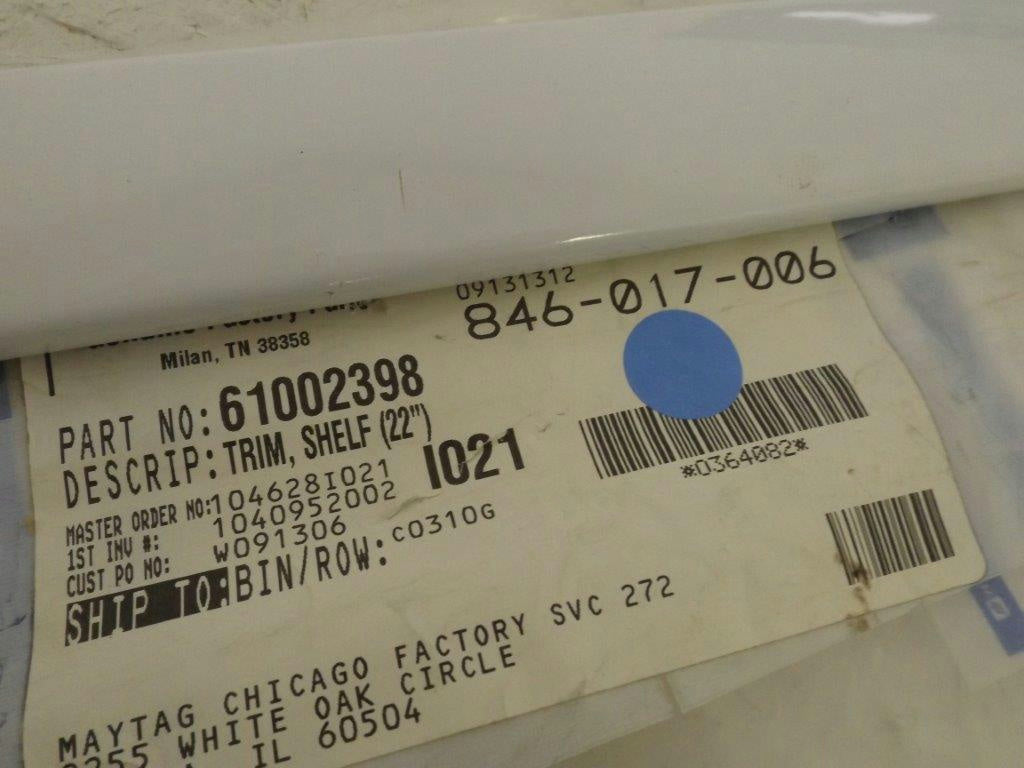 Factory
Milan, TN 38358
09131312
846-017-006
PART NO: 61002398
DESCRIP: TRIM, SHELF (22")
I021
MASTER ORDER NO: 104628I021
1ST INV #: 1040952002
CUST PO NO: W091306
SHIP TO: BIN/ROW: C0310G
*0364082*
MAYTAG CHICAGO FACTORY SVC 272
WHITE OAK CIRCLE
IL 60504